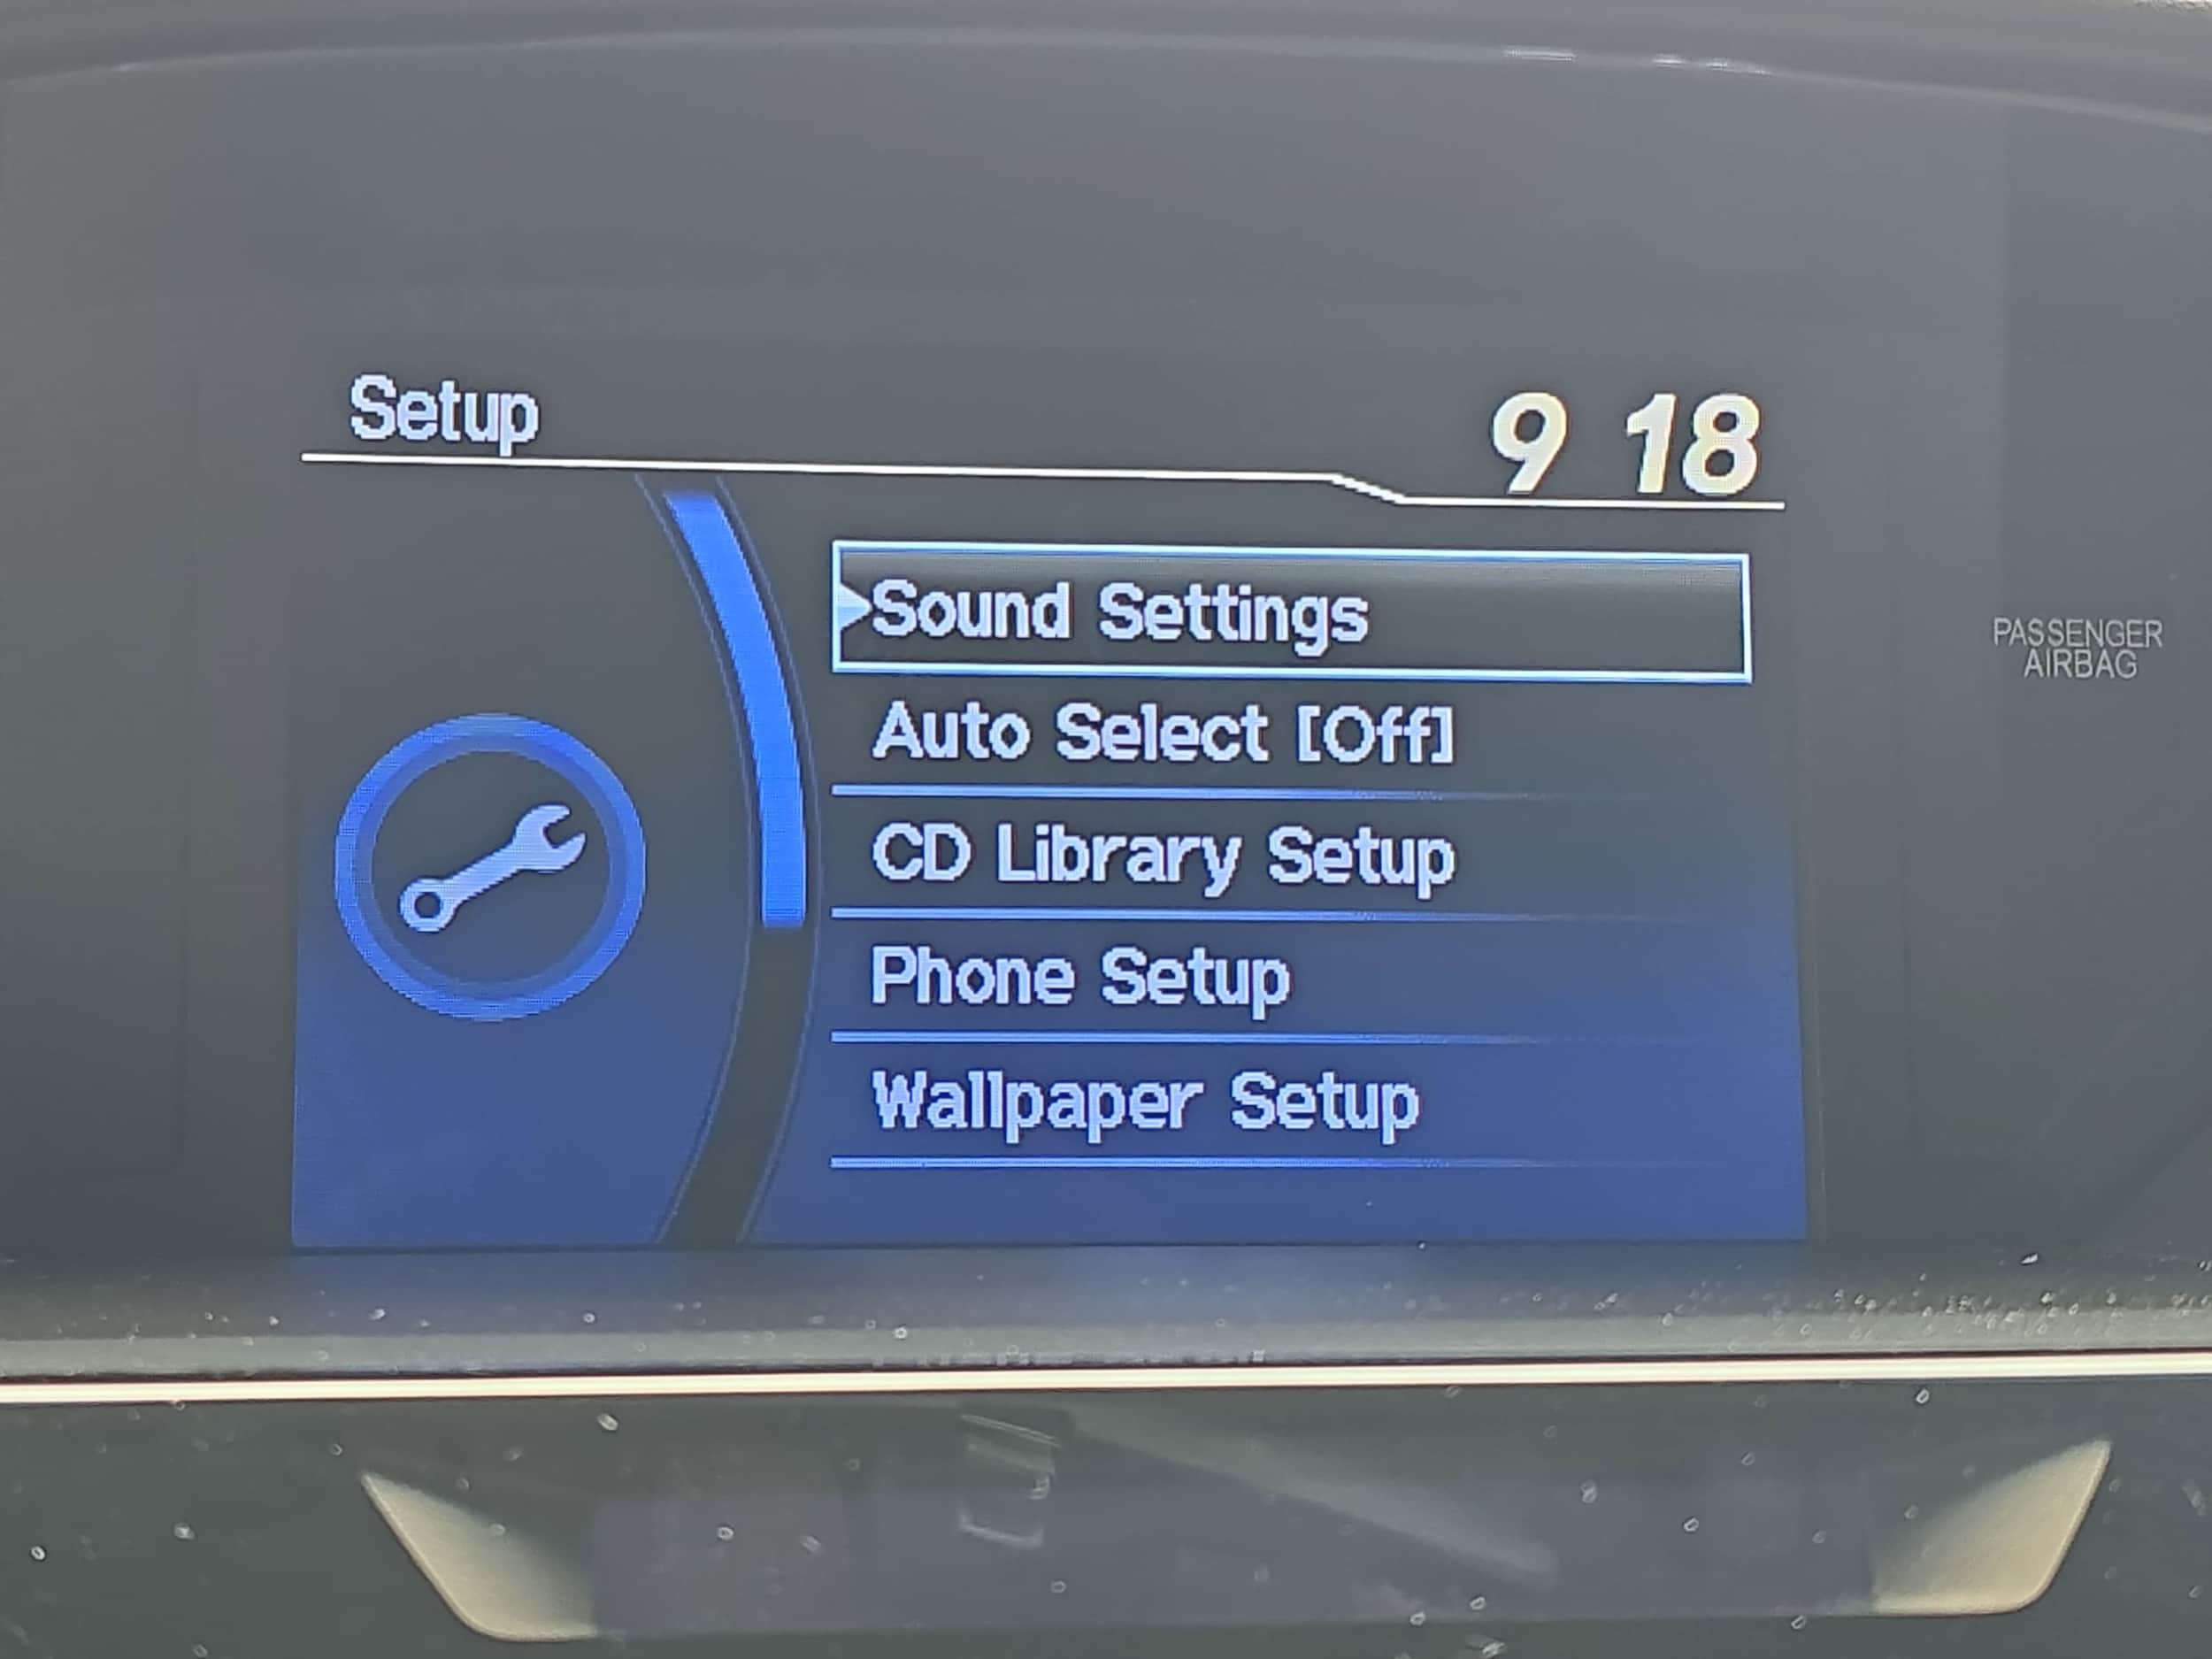 Setup
9 18
Sound Settings
Auto Select [Off]
CD Library Setup
Phone Setup
Wallpaper Setup
PASSENGER
AIRBAG